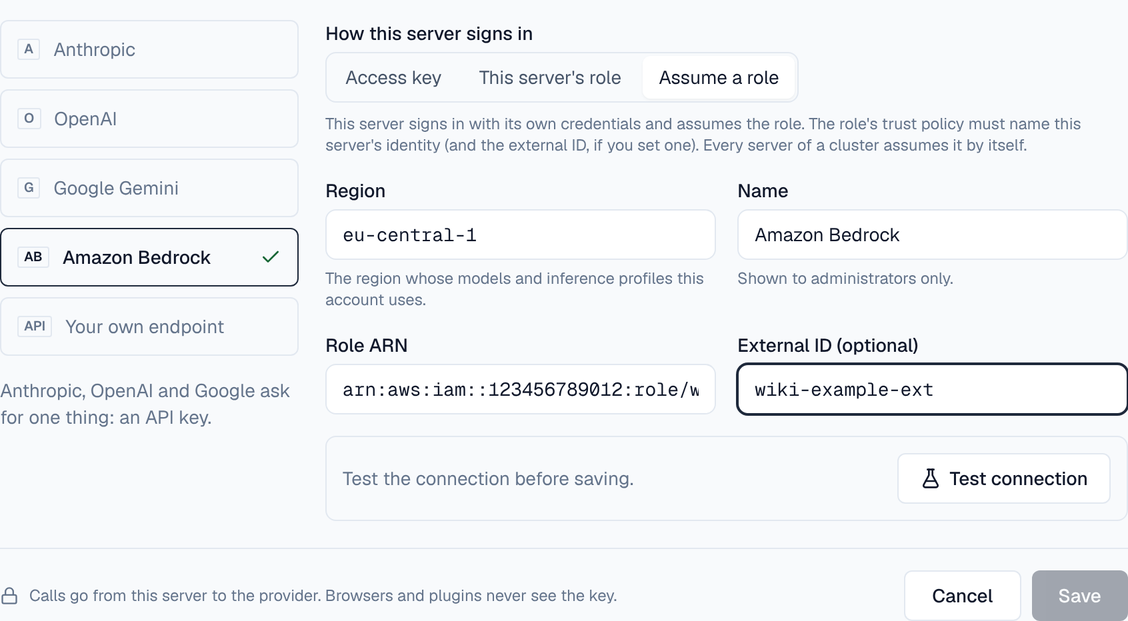 A Anthropic
O OpenAI
G Google Gemini
AB Amazon Bedrock
API Your own endpoint
Anthropic, OpenAI and Google ask
for one thing: an API key.
How this server signs in
Access key This server's role Assume a role
This server signs in with its own credentials and assumes the role. The role's trust policy must name this
server's identity (and the external ID, if you set one). Every server of a cluster assumes it by itself.
Region
eu-central-1
The region whose models and inference profiles this
account uses.
Name
Amazon Bedrock
Shown to administrators only.
Role ARN
arn:aws:iam::123456789012:role/w
External ID (optional)
wiki-example-ext
Test the connection before saving.
Test connection
Calls go from this server to the provider. Browsers and plugins never see the key.
Cancel
Save